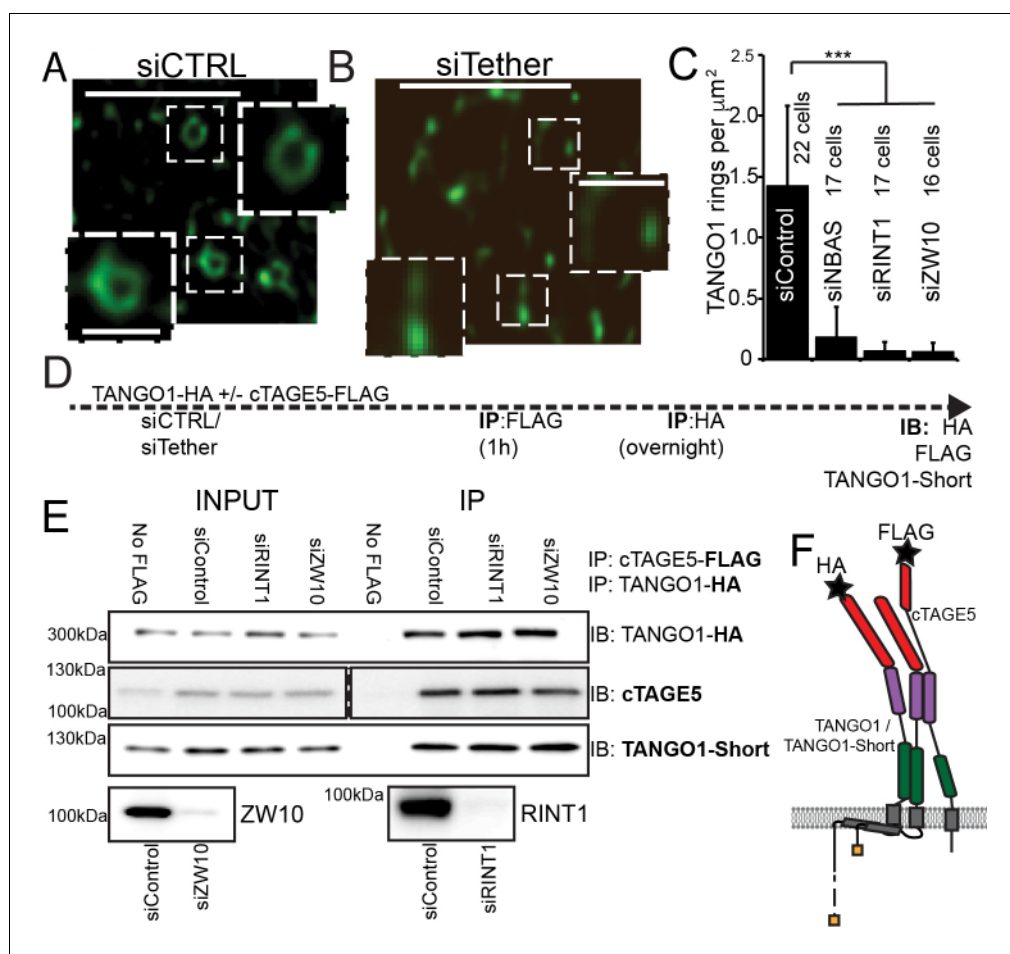 A
siCTRL
B
siTether
C
TANGO1 rings per μm²
2.5
2.0
1.5
1.0
0.5
0
***
22 cells
17 cells
17 cells
16 cells
siControl
siNBAS
siRINT1
siZW10
D
TANGO1-HA +/- cTAGE5-FLAG
siCTRL/
siTether
IP:FLAG
(1h)
IP:HA
(overnight)
IB: HA
FLAG
TANGO1-Short
E
INPUT
IP
No FLAG
siControl
siRINT1
siZW10
No FLAG
siControl
siRINT1
siZW10
IP: cTAGE5-FLAG
IP: TANGO1-HA
300kDa
IB: TANGO1-HA
130kDa
100kDa
IB: cTAGE5
130kDa
IB: TANGO1-Short
100kDa
ZW10
siControl
siZW10
100kDa
RINT1
siControl
siRINT1
F
FLAG
HA
cTAGE5
TANGO1 /
TANGO1-Short